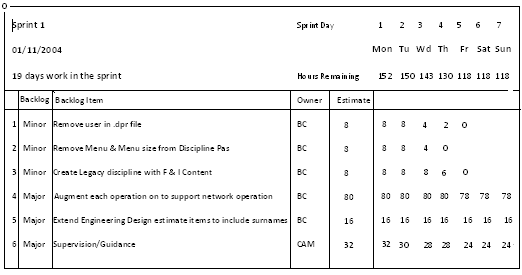 0
Sprint 1 Sprint Day 1 2 3 4 5 6 7
01/11/2004 Mon Tu Wd Th Fr Sat Sun
19 days work in the sprint Hours Remaining 152 150 143 130 118 118 118
Backlog Backlog Item Owner Estimate
1 Minor Remove user in .dpr file BC 8 8 8 4 2 0
2 Minor Remove Menu & Menu size from Discipline Pas BC 8 8 8 4 0
3 Minor Create Legacy discipline with F & I Content BC 8 8 8 8 6 0
4 Major Augment each operation on to support network operation BC 80 80 80 80 80 78 78 78
5 Major Extend Engineering Design estimate items to include surnames BC 16 16 16 16 16 16 16 16
6 Major Supervision/Guidance CAM 32 32 30 28 28 24 24 24